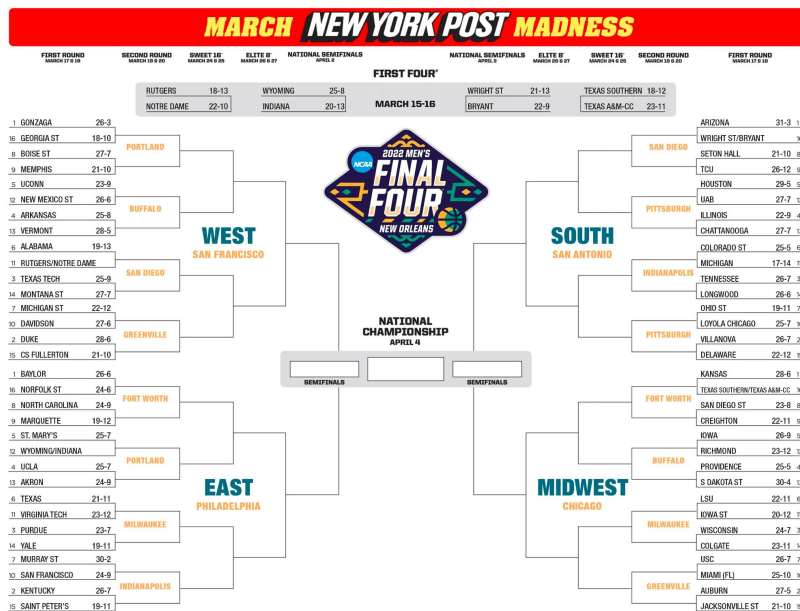 MARCH NEW YORK POST MADNESS
FIRST ROUND
MARCH 17 & 18
SECOND ROUND
MARCH 19 & 20
SWEET 16
MARCH 24 & 25
ELITE 8
MARCH 26 & 27
NATIONAL SEMIFINALS
APRIL 2
NATIONAL SEMIFINALS
APRIL 2
ELITE 8
MARCH 26 & 27
SWEET 16
MARCH 24 & 25
SECOND ROUND
MARCH 19 & 20
FIRST ROUND
MARCH 17 & 18
FIRST FOUR
RUTGERS 18-13
NOTRE DAME 22-10
WYOMING 25-8
INDIANA 20-13
MARCH 15-16
WRIGHT ST 21-13
BRYANT 22-9
TEXAS SOUTHERN 18-12
TEXAS A&M-CC 23-11
1 GONZAGA 26-3
16 GEORGIA ST 18-10
8 BOISE ST 27-7
9 MEMPHIS 21-10
5 UCONN 23-9
12 NEW MEXICO ST 26-6
4 ARKANSAS 25-8
13 VERMONT 28-5
6 ALABAMA 19-13
11 RUTGERS/NOTRE DAME
3 TEXAS TECH 25-9
14 MONTANA ST 27-7
7 MICHIGAN ST 22-12
10 DAVIDSON 27-6
2 DUKE 28-6
15 CS FULLERTON 21-10
PORTLAND
BUFFALO
SAN DIEGO
GREENVILLE
WEST
SAN FRANCISCO
1 BAYLOR 26-6
16 NORFOLK ST 24-6
8 NORTH CAROLINA 24-9
9 MARQUETTE 19-12
5 ST. MARY'S 25-7
12 WYOMING/INDIANA
4 UCLA 25-7
13 AKRON 24-9
6 TEXAS 21-11
11 VIRGINIA TECH 23-12
3 PURDUE 23-7
14 YALE 19-11
7 MURRAY ST 30-2
10 SAN FRANCISCO 24-9
2 KENTUCKY 26-7
15 SAINT PETER'S 19-11
FORT WORTH
PORTLAND
MILWAUKEE
INDIANAPOLIS
EAST
PHILADELPHIA
NCAA
2022 MEN'S
FINAL
FOUR
NEW ORLEANS
NATIONAL
CHAMPIONSHIP
APRIL 4
SEMIFINALS
SEMIFINALS
SOUTH
SAN ANTONIO
SAN DIEGO
PITTSBURGH
INDIANAPOLIS
PITTSBURGH
ARIZONA 31-3 1
WRIGHT ST/BRYANT
SETON HALL 21-10 8
TCU 26-12 9
HOUSTON 29-5 5
UAB 27-7
ILLINOIS 22-9 4
CHATTANOOGA 27-7
COLORADO ST 25-5 6
MICHIGAN 17-14
TENNESSEE 26-7 3
LONGWOOD 26-6
OHIO ST 19-11 7
LOYOLA CHICAGO 25-7
VILLANOVA 26-7 2
DELAWARE 22-12
MIDWEST
CHICAGO
FORT WORTH
BUFFALO
MILWAUKEE
GREENVILLE
KANSAS 28-6 1
TEXAS SOUTHERN/TEXAS A&M-CC
SAN DIEGO ST 23-8 8
CREIGHTON 22-11 9
IOWA 26-9 5
RICHMOND 23-12
PROVIDENCE 25-5 4
S DAKOTA ST 30-4
LSU 22-11 6
IOWA ST 20-12
WISCONSIN 24-7 3
COLGATE 23-11
USC 26-7 7
MIAMI (FL) 25-10
AUBURN 27-5 2
JACKSONVILLE ST 21-10